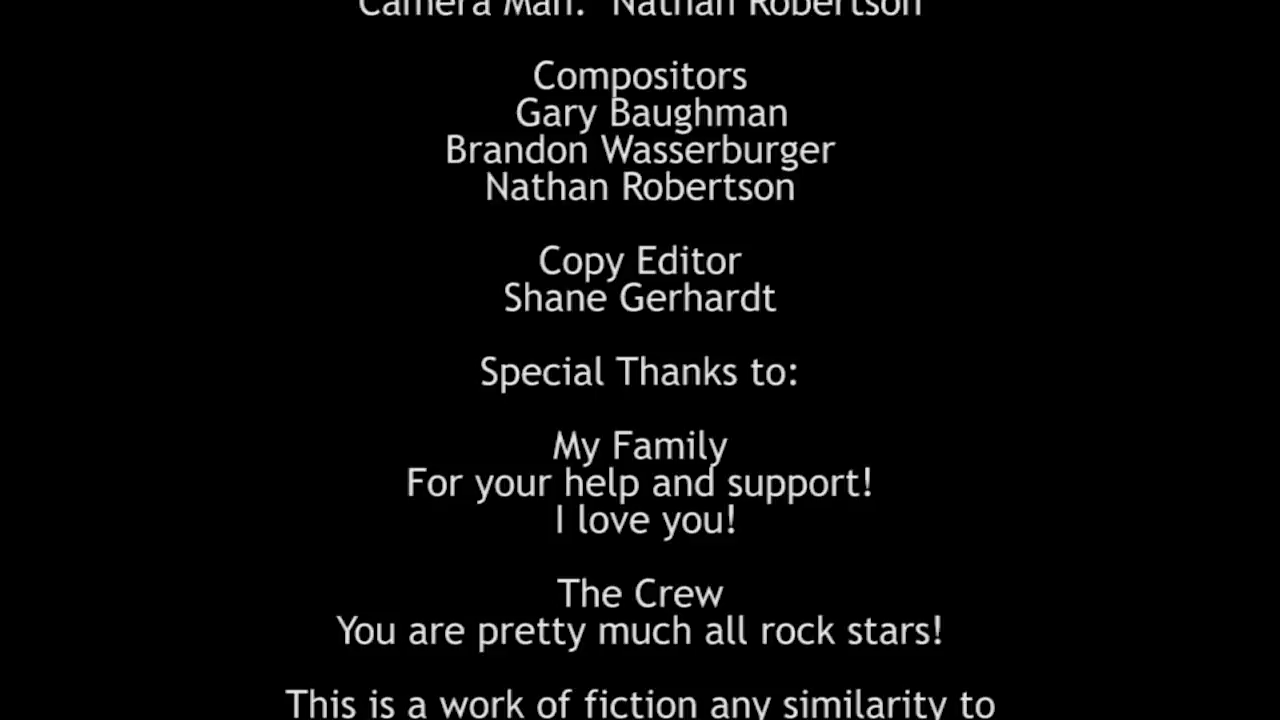 Camera Man:  Nathan Robertson
Compositors
Gary Baughman
Brandon Wasserburger
Nathan Robertson
Copy Editor
Shane Gerhardt
Special Thanks to:
My Family
For your help and support!
I love you!
The Crew
You are pretty much all rock stars!
This is a work of fiction any similarity to